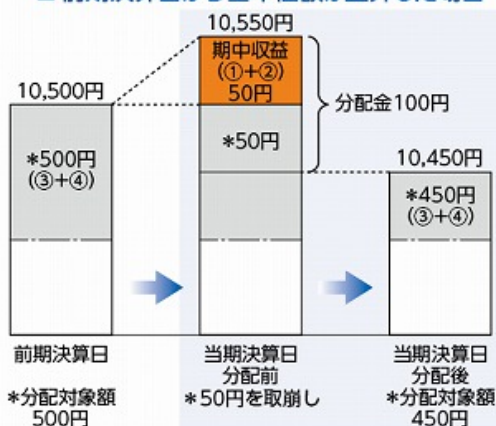 10,550円
期中収益
(①+②)
50円
10,500円
分配金100円
*50円
*500円
(③+④)
10,450円
*450円
(③+④)
前期決算日
*分配対象額
500円
当期決算日
分配前
*50円を取崩し
当期決算日
分配後
*分配対象額
450円